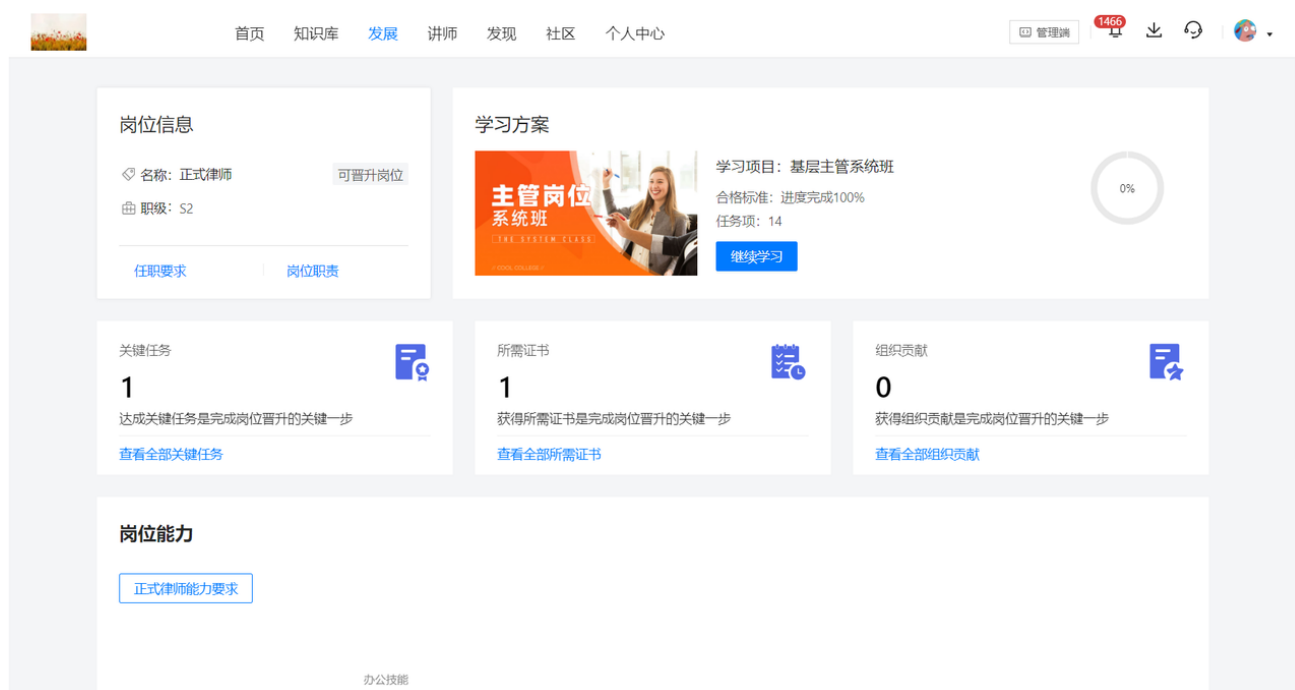 首页 知识库 发展 讲师 发现 社区 个人中心 管理端 1466
岗位信息
名称：正式律师 可晋升岗位
职级：S2
任职要求 岗位职责
学习方案
主管岗位
系统班
THE SYSTEM CLASS
/ COOL COLLEGE /
学习项目：基层主管系统班
合格标准：进度完成100%
任务项：14
继续学习
0%
关键任务
1
达成关键任务是完成岗位晋升的关键一步
查看全部关键任务
所需证书
1
获得所需证书是完成岗位晋升的关键一步
查看全部所需证书
组织贡献
0
获得组织贡献是完成岗位晋升的关键一步
查看全部组织贡献
岗位能力
正式律师能力要求
办公技能